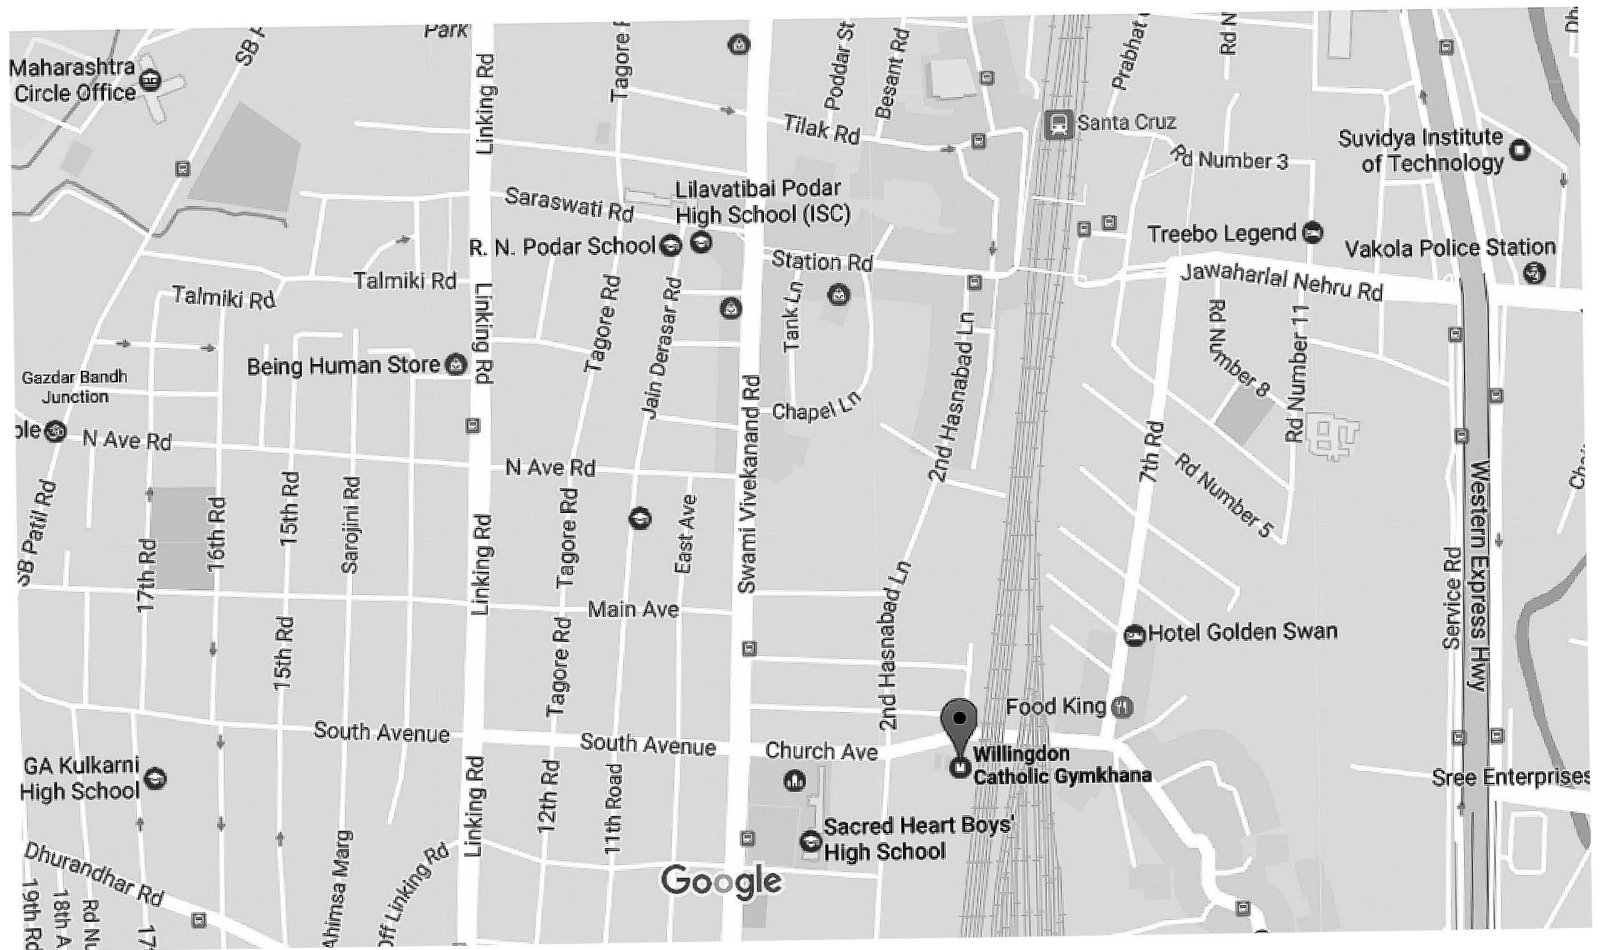 Park
SB
Maharashtra
Circle Office
Linking Rd
Tagore
Poddar St
Besant Rd
Prabhat
Rd N
Tilak Rd
Santa Cruz
Rd Number 3
Suvidya Institute
of Technology
Lilavatibai Podar
High School (ISC)
Saraswati Rd
R. N. Podar School
Station Rd
Treebo Legend
Vakola Police Station
Jawaharlal Nehru Rd
Talmiki Rd
Talmiki Rd
Linking Rd
Tagore Rd
Jain Derasar Rd
Tank Ln
2nd Hasnabad Ln
Rd Number 8
Rd Number 11
Being Human Store
Gazdar Bandh
Junction
Chapel Ln
ple
N Ave Rd
N Ave Rd
7th Rd
Rd Number 5
SB Patil Rd
17th Rd
16th Rd
15th Rd
Sarojini Rd
Linking Rd
Tagore Rd
East Ave
Swami Vivekanand Rd
Service Rd
Western Express Hwy
Main Ave
2nd Hasnabad Ln
Hotel Golden Swan
15th Rd
Tagore Rd
Food King
South Avenue
South Avenue
Church Ave
Willingdon
Catholic Gymkhana
GA Kulkarni
High School
Sree Enterprises
Linking Rd
12th Rd
11th Road
Sacred Heart Boys'
High School
Dhurandhar Rd
Google
19th Rd
18th A
Rd Nu
17
Ahimsa Marg
Off Linking Rd